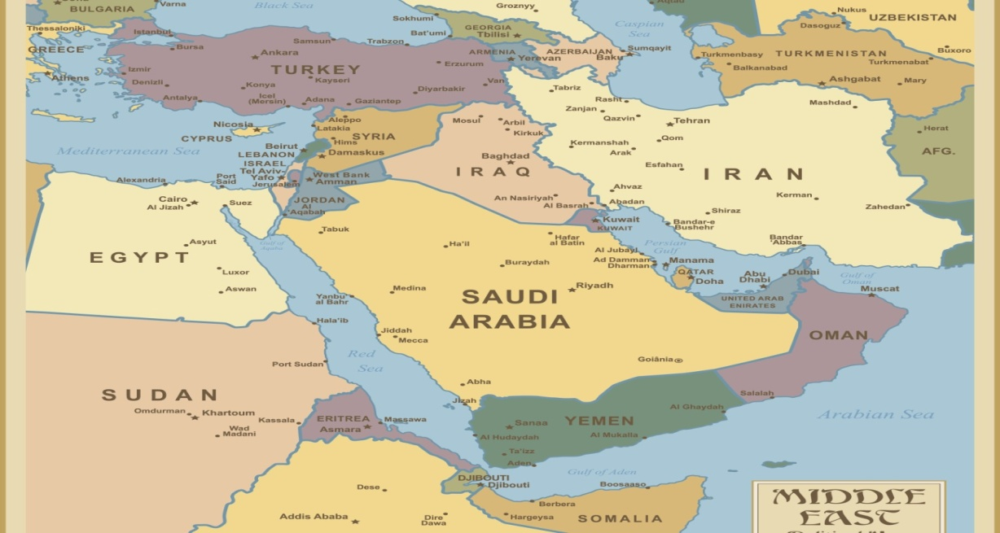 Varna
BULGARIA
Black Sea
Groznyy
Sokhumi
Nukus
UZBEKISTAN
Dasoguz
Thessaloniki
Istanbul
Bursa
Samsun
Trabzon
Bat'umi
GEORGIA
Tbilisi
Caspian
Sea
GREECE
Ankara
TURKEY
Erzurum
ARMENIA
Yerevan
AZERBAIJAN
Baku
Sumqayit
Turkmenbasy
TURKMENISTAN
Buxoro
Turkmenabat
Balkanabad
Athens
Izmir
Denizli
Konya
Kayseri
Diyarbakir
Van
Tabriz
Ashgabat
Mary
Antalya
Icel
(Mersin)
Adana
Gaziantep
Rasht
Zanjan
Qazvin
Tehran
Mashdad
Nicosia
CYPRUS
Aleppo
Latakia
Hims
SYRIA
Mosul
Arbil
Kirkuk
Kermanshah
Qom
Arak
Herat
AFG.
Mediterranean Sea
Beirut
LEBANON
Damaskus
ISRAEL
Tel Aviv-
Yafo
Jerusalem
West Bank
Amman
Baghdad
IRAQ
Esfahan
IRAN
Alexandria
Port
Said
Cairo
Al Jizah
Suez
JORDAN
Al
Aqabah
An Nasiriyah
Al Basrah
Ahvaz
Abadan
Kerman
Zahedan
Shiraz
Tabuk
Kuwait
KUWAIT
Bandar-e
Bushehr
Bandar
'Abbas
Gulf of
Aqaba
Asyut
EGYPT
Luxor
Aswan
Ha'il
Hafar
al Batin
Buraydah
Al Jubayl
Ad Dammam
Dharman
Persian
Gulf
Manama
QATAR
Doha
Abu
Dhabi
Dubai
Gulf of
Oman
Muscat
UNITED ARAB
ENIRATES
Medina
Yanbu
al Bahr
Riyadh
SAUDI
ARABIA
OMAN
Hala'ib
Jiddah
Mecca
Red
Sea
Port Sudan
Goiânia
Abha
Jizah
Salalah
SUDAN
Omdurman
Khartoum
Kassala
Wad
Madani
ERITREA
Asmara
Massawa
Al Ghaydah
Sanaa
YEMEN
Al Hudaydah
Al Mukalla
Ta'izz
Aden
Arabian Sea
Gulf of Aden
DJIBOUTI
Djibouti
Boosaaso
Dese
Addis Ababa
Dire
Dawa
Berbera
Hargeysa
SOMALIA
MIDDLE
EAST